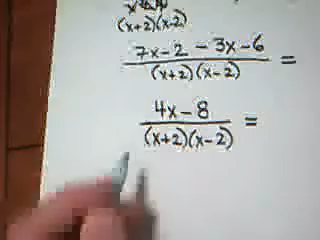 (x+2)(x-2)
7x-2 - 3x-6
(x+2)(x-2) =
4x-8
(x+2)(x-2) =